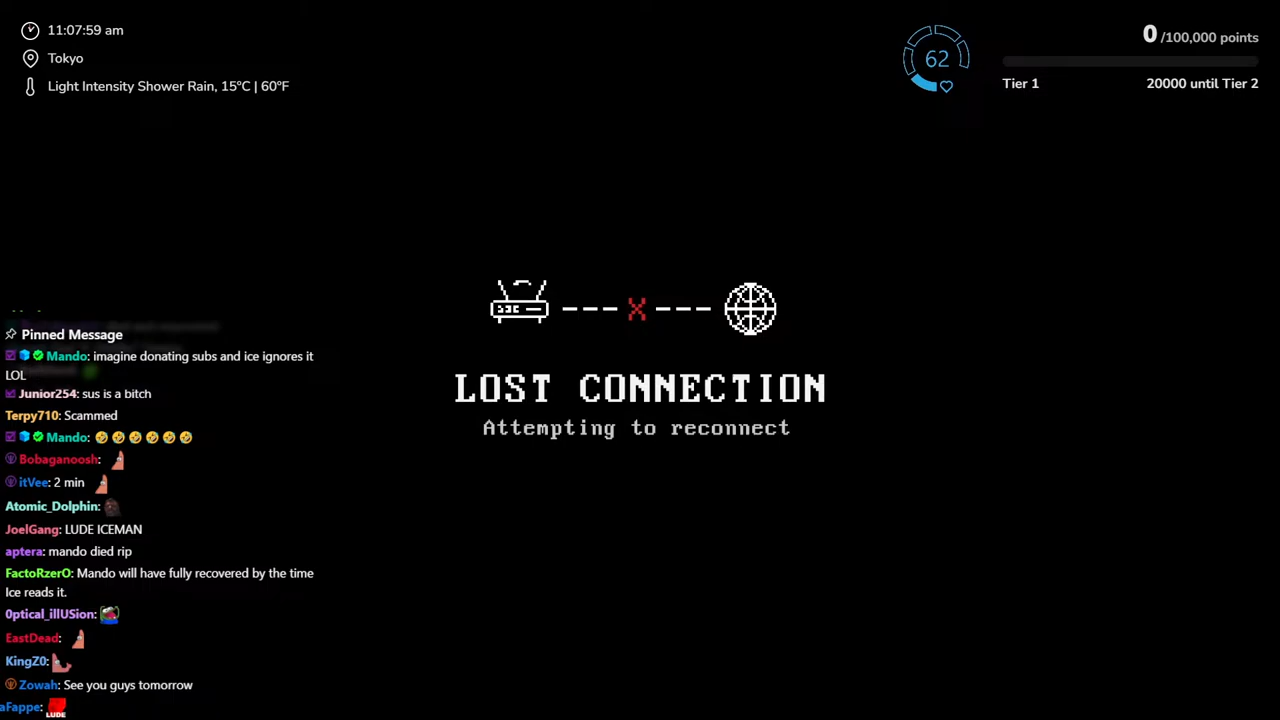 11:07:59 am
Tokyo
Light Intensity Shower Rain, 15°C | 60°F
62
0 /100,000 points
Tier 1
20000 until Tier 2
LOST CONNECTION
Attempting to reconnect
Pinned Message
Mando: imagine donating subs and ice ignores it
LOL
Junior254: sus is a bitch
Terpy710: Scammed
Mando: 🤣 🤣 🤣 🤣 🤣 🤣
Bobaganoosh:
itVee: 2 min
Atomic_Dolphin:
JoelGang: LUDE ICEMAN
aptera: mando died rip
FactoRzerO: Mando will have fully recovered by the time
Ice reads it.
0ptical_illUSion:
EastDead:
KingZ0:
Zowah: See you guys tomorrow
aFappe:
LUDE